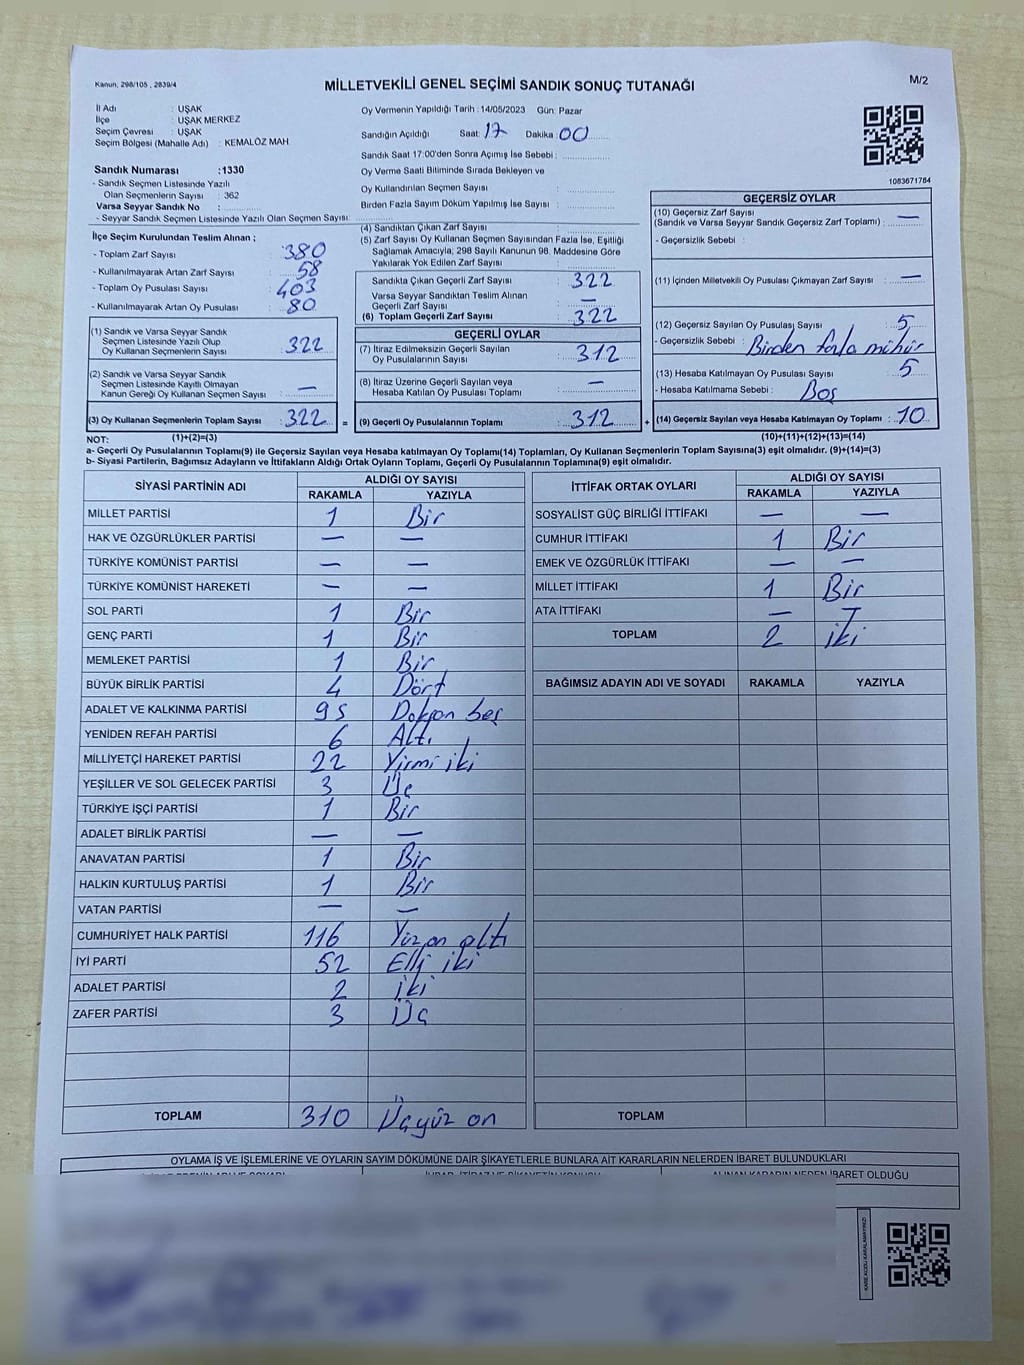 Kanun. 298/105 , 2839/4
MİLLETVEKİLİ GENEL SEÇİMİ SANDIK SONUÇ TUTANAĞI
M/2
İl Adı : UŞAK
İlçe : UŞAK MERKEZ
Seçim Çevresi : UŞAK
Seçim Bölgesi (Mahalle Adı) : KEMALÖZ MAH
Oy Vermenin Yapıldığı Tarih : 14/05/2023 Gün: Pazar
Sandığın Açıldığı Saat: 17 Dakika : 00
Sandık Saat 17:00'den Sonra Açımış İse Sebebi :
Oy Verme Saati Bitiminde Sırada Bekleyen ve
Oy Kullandırılan Seçmen Sayısı :
Birden Fazla Sayım Döküm Yapılmış İse Sayısı :
1083671784
Sandık Numarası :1330
- Sandık Seçmen Listesinde Yazılı
Olan Seçmenlerin Sayısı : 362
Varsa Seyyar Sandık No :
- Seyyar Sandık Seçmen Listesinde Yazılı Olan Seçmen Sayısı:
İlçe Seçim Kurulundan Teslim Alınan ;
- Toplam Zarf Sayısı : 380
- Kullanılmayarak Artan Zarf Sayısı : 58
- Toplam Oy Pusulası Sayısı : 403
- Kullanılmayarak Artan Oy Pusulası : 80
(1) Sandık ve Varsa Seyyar Sandık
Seçmen Listesinde Yazılı Olup
Oy Kullanan Seçmenlerin Sayısı : 322
(2) Sandık ve Varsa Seyyar Sandık
Seçmen Listesinde Kayıtlı Olmayan
Kanun Gereği Oy Kullanan Seçmen Sayısı : —
(3) Oy Kullanan Seçmenlerin Toplam Sayısı : 322 =
(4) Sandıktan Çıkan Zarf Sayısı :
(5) Zarf Sayısı Oy Kullanan Seçmen Sayısından Fazla İse, Eşitliği
Sağlamak Amacıyla; 298 Sayılı Kanunun 98. Maddesine Göre
Yakılarak Yok Edilen Zarf Sayısı :
Sandıkta Çıkan Geçerli Zarf Sayısı : 322
Varsa Seyyar Sandıktan Teslim Alınan
Geçerli Zarf Sayısı : —
(6) Toplam Geçerli Zarf Sayısı : 322
GEÇERLİ OYLAR
(7) İtiraz Edilmeksizin Geçerli Sayılan
Oy Pusulalarının Sayısı : 312
(8) İtiraz Üzerine Geçerli Sayılan veya
Hesaba Katılan Oy Pusulası Toplamı : —
(9) Geçerli Oy Pusulalarının Toplamı : 312 +
GEÇERSİZ OYLAR
(10) Geçersiz Zarf Sayısı
(Sandık ve Varsa Seyyar Sandık Geçersiz Zarf Toplamı) : —
- Geçersizlik Sebebi :
(11) İçinden Milletvekili Oy Pusulası Çıkmayan Zarf Sayısı : —
(12) Geçersiz Sayılan Oy Pusulası Sayısı : 5
- Geçersizlik Sebebi : Birden fazla mühür
(13) Hesaba Katılmayan Oy Pusulası Sayısı : 5
- Hesaba Katılmama Sebebi : Boş
(14) Geçersiz Sayılan veya Hesaba Katılmayan Oy Toplamı : 10
NOT: (1)+(2)=(3) (10)+(11)+(12)+(13)=(14)
a- Geçerli Oy Pusulalarının Toplamı(9) ile Geçersiz Sayılan veya Hesaba katılmayan Oy Toplamı(14) Toplamları, Oy Kullanan Seçmenlerin Toplam Sayısına(3) eşit olmalıdır. (9)+(14)=(3)
b- Siyasi Partilerin, Bağımsız Adayların ve İttifakların Aldığı Ortak Oyların Toplamı, Geçerli Oy Pusulalarının Toplamına(9) eşit olmalıdır.
SİYASİ PARTİNİN ADI ALDIĞI OY SAYISI
RAKAMLA YAZIYLA
MİLLET PARTİSİ 1 Bir
HAK VE ÖZGÜRLÜKLER PARTİSİ — —
TÜRKİYE KOMÜNİST PARTİSİ — —
TÜRKİYE KOMÜNİST HAREKETİ — —
SOL PARTİ 1 Bir
GENÇ PARTİ 1 Bir
MEMLEKET PARTİSİ 1 Bir
BÜYÜK BİRLİK PARTİSİ 4 Dört
ADALET VE KALKINMA PARTİSİ 95 Doksan beş
YENİDEN REFAH PARTİSİ 6 Altı
MİLLİYETÇİ HAREKET PARTİSİ 22 Yirmi iki
YEŞİLLER VE SOL GELECEK PARTİSİ 3 Üç
TÜRKİYE İŞÇİ PARTİSİ 1 Bir
ADALET BİRLİK PARTİSİ — —
ANAVATAN PARTİSİ 1 Bir
HALKIN KURTULUŞ PARTİSİ 1 Bir
VATAN PARTİSİ — —
CUMHURİYET HALK PARTİSİ 116 Yüz on altı
İYİ PARTİ 52 Elli iki
ADALET PARTİSİ 2 iki
ZAFER PARTİSİ 3 Üç
TOPLAM 310 Üçyüz on
İTTİFAK ORTAK OYLARI ALDIĞI OY SAYISI
RAKAMLA YAZIYLA
SOSYALİST GÜÇ BİRLİĞİ İTTİFAKI — —
CUMHUR İTTİFAKI 1 Bir
EMEK VE ÖZGÜRLÜK İTTİFAKI — —
MİLLET İTTİFAKI 1 Bir
ATA İTTİFAKI — —
TOPLAM 2 iki
BAĞIMSIZ ADAYIN ADI VE SOYADI RAKAMLA YAZIYLA
TOPLAM
OYLAMA İŞ VE İŞLEMLERİNE VE OYLARIN SAYIM DÖKÜMÜNE DAİR ŞİKAYETLERLE BUNLARA AİT KARARLARIN NELERDEN İBARET BULUNDUKLARI
ALINAN KARARIN NEDEN İBARET OLDUĞU